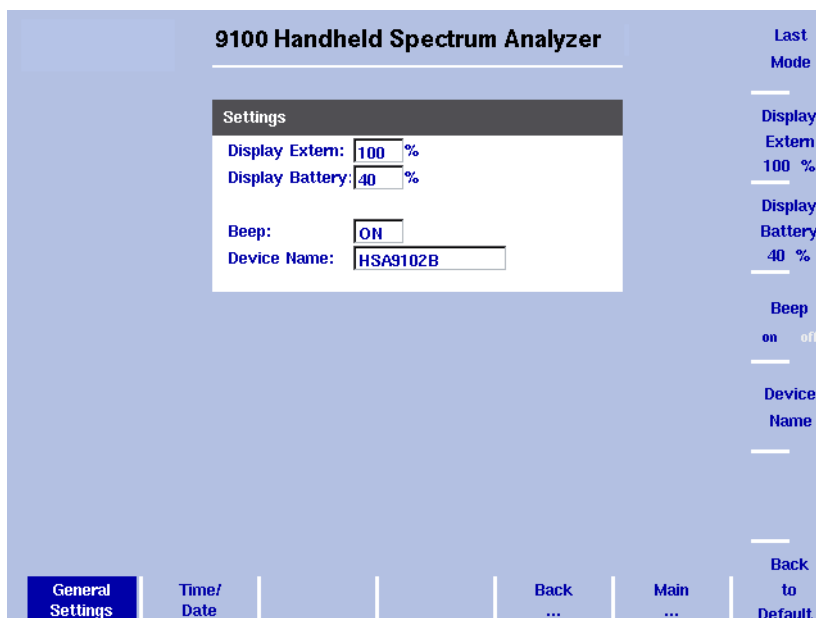 9100 Handheld Spectrum Analyzer
Settings
Display Extern: 100 %
Display Battery: 40 %
Beep: ON
Device Name: HSA9102B
Last
Mode
Display
Extern
100 %
Display
Battery
40 %
Beep
on off
Device
Name
Back
to
Default
General
Settings
Time/
Date
Back
...
Main
...